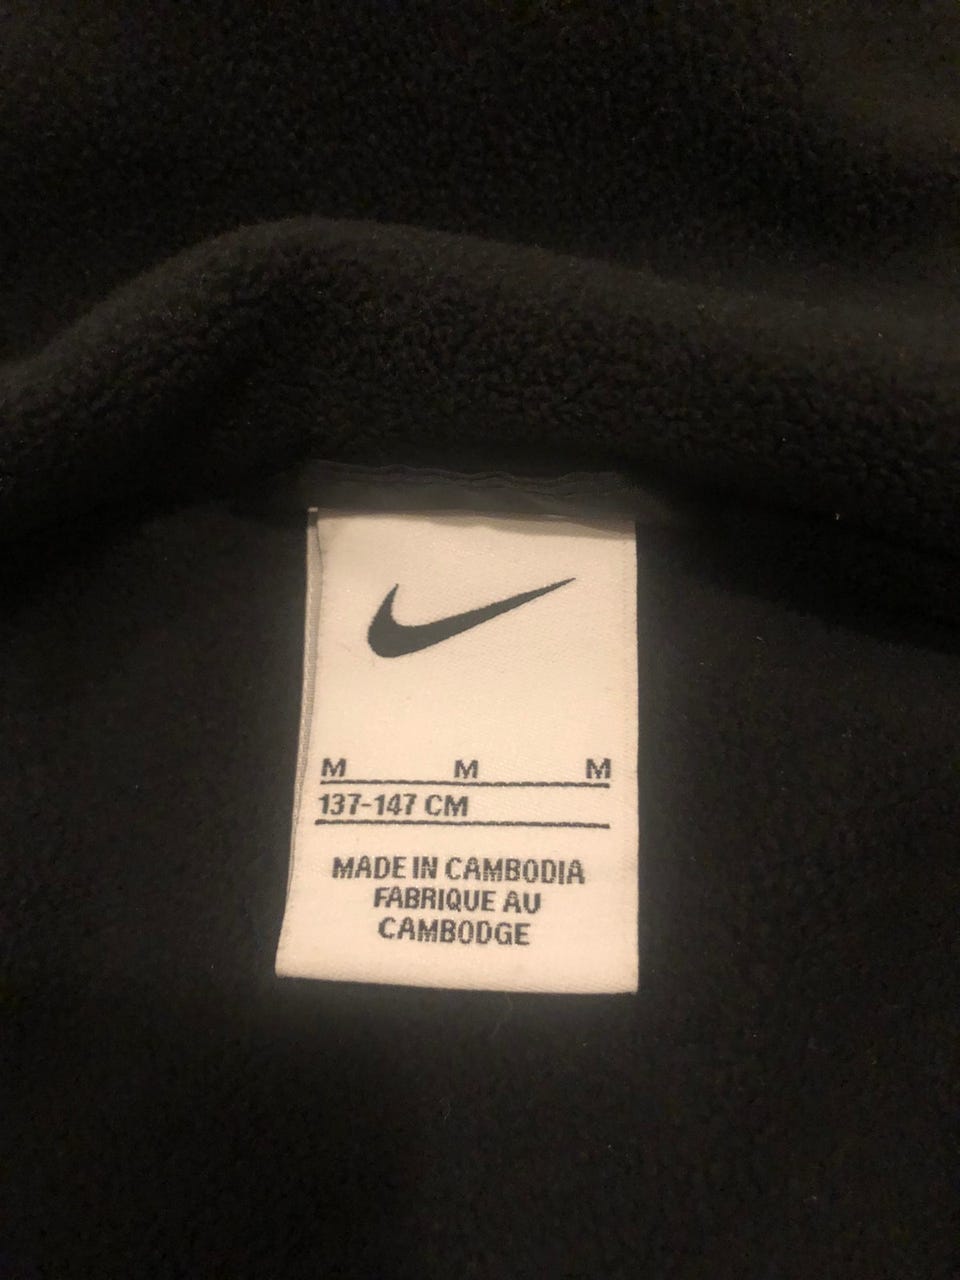 M M M
137-147 CM
MADE IN CAMBODIA
FABRIQUE AU
CAMBODGE